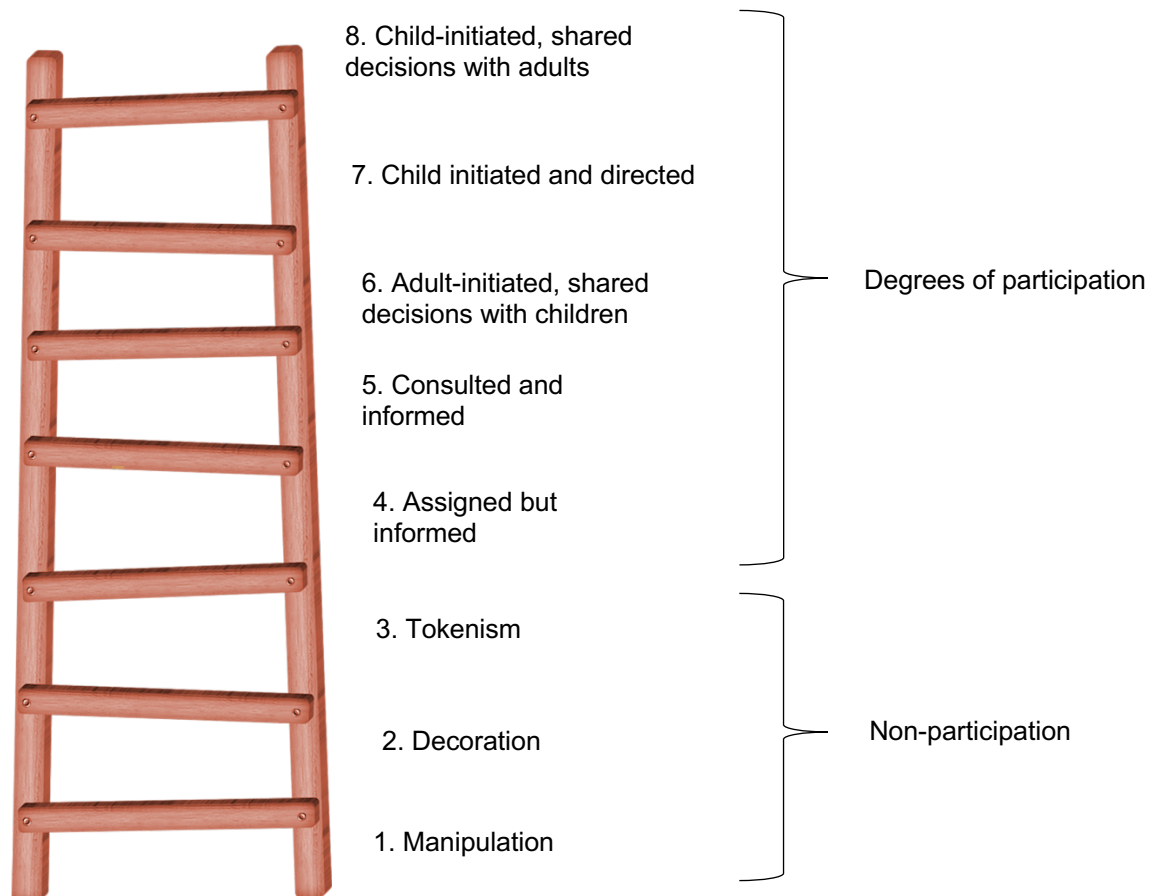 8. Child-initiated, shared
decisions with adults
7. Child initiated and directed
6. Adult-initiated, shared
decisions with children
Degrees of participation
5. Consulted and
informed
4. Assigned but
informed
3. Tokenism
2. Decoration
Non-participation
1. Manipulation